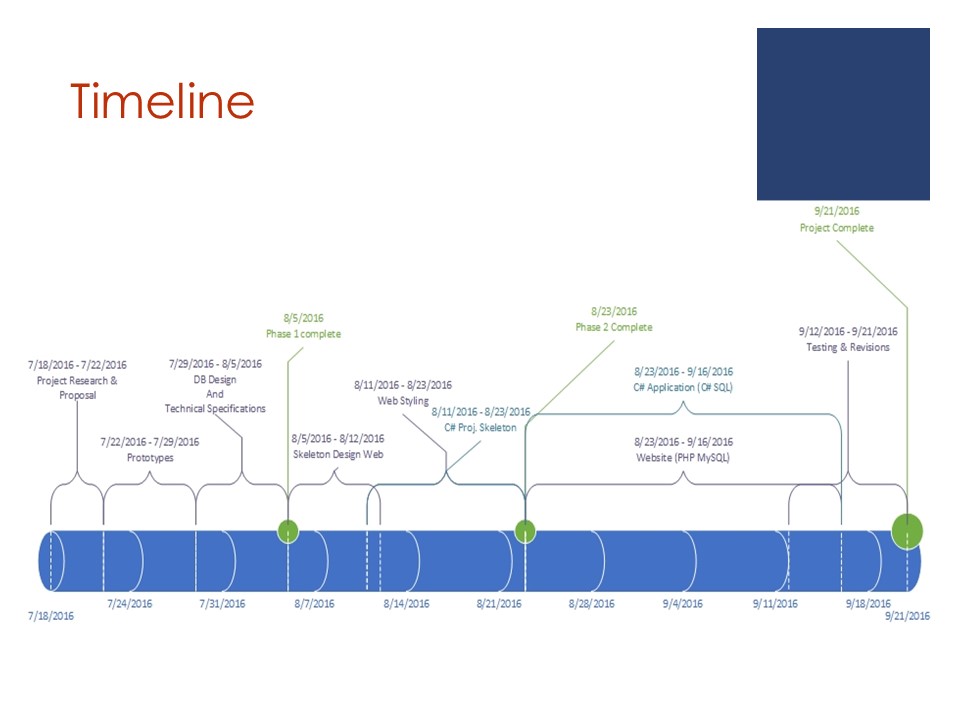 Timeline
9/21/2016
Project Complete
8/5/2016
Phase 1 complete
8/23/2016
Phase 2 Complete
9/12/2016 - 9/21/2016
Testing & Revisions
7/18/2016 - 7/22/2016
Project Research &
Proposal
7/29/2016 - 8/5/2016
DB Design
And
Technical Specifications
8/23/2016 - 9/16/2016
C# Application (C# SQL)
8/11/2016 - 8/23/2016
Web Styling
8/11/2016 - 8/23/2016
C# Proj. Skeleton
7/22/2016 - 7/29/2016
Prototypes
8/5/2016 - 8/12/2016
Skeleton Design Web
8/23/2016 - 9/16/2016
Website (PHP MySQL)
7/24/2016
7/31/2016
8/7/2016
8/14/2016
8/21/2016
8/28/2016
9/4/2016
9/11/2016
9/18/2016
7/18/2016
9/21/2016